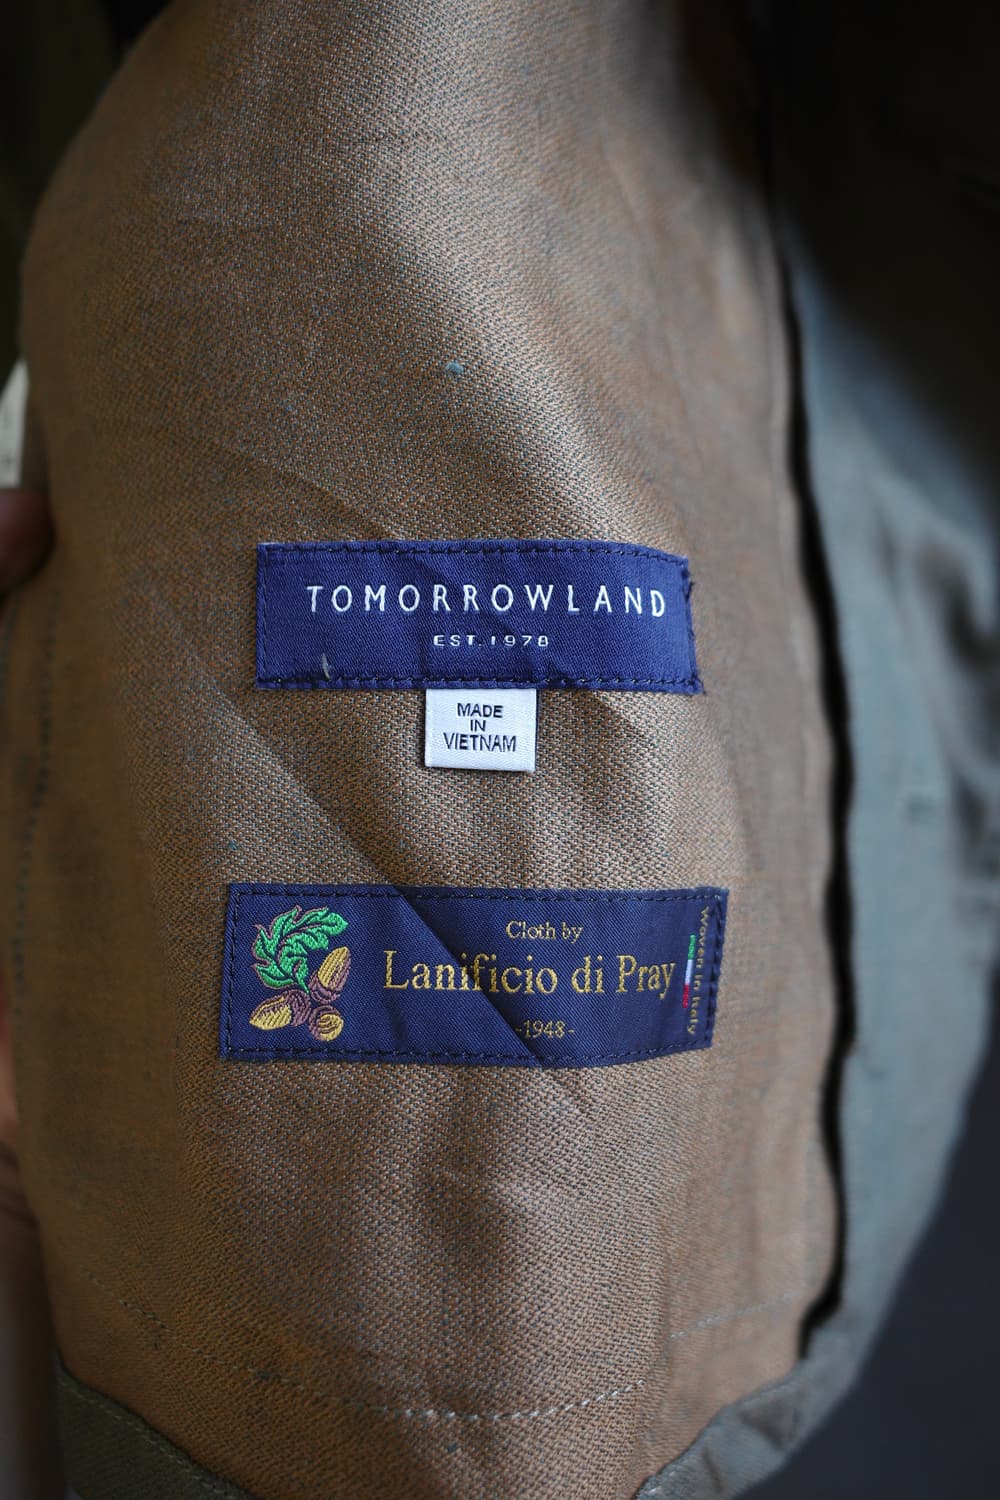 TOMORROWLAND
EST. 1978
MADE
IN
VIETNAM
Cloth by
Lanificio di Pray
-1948-
Woven in Italy